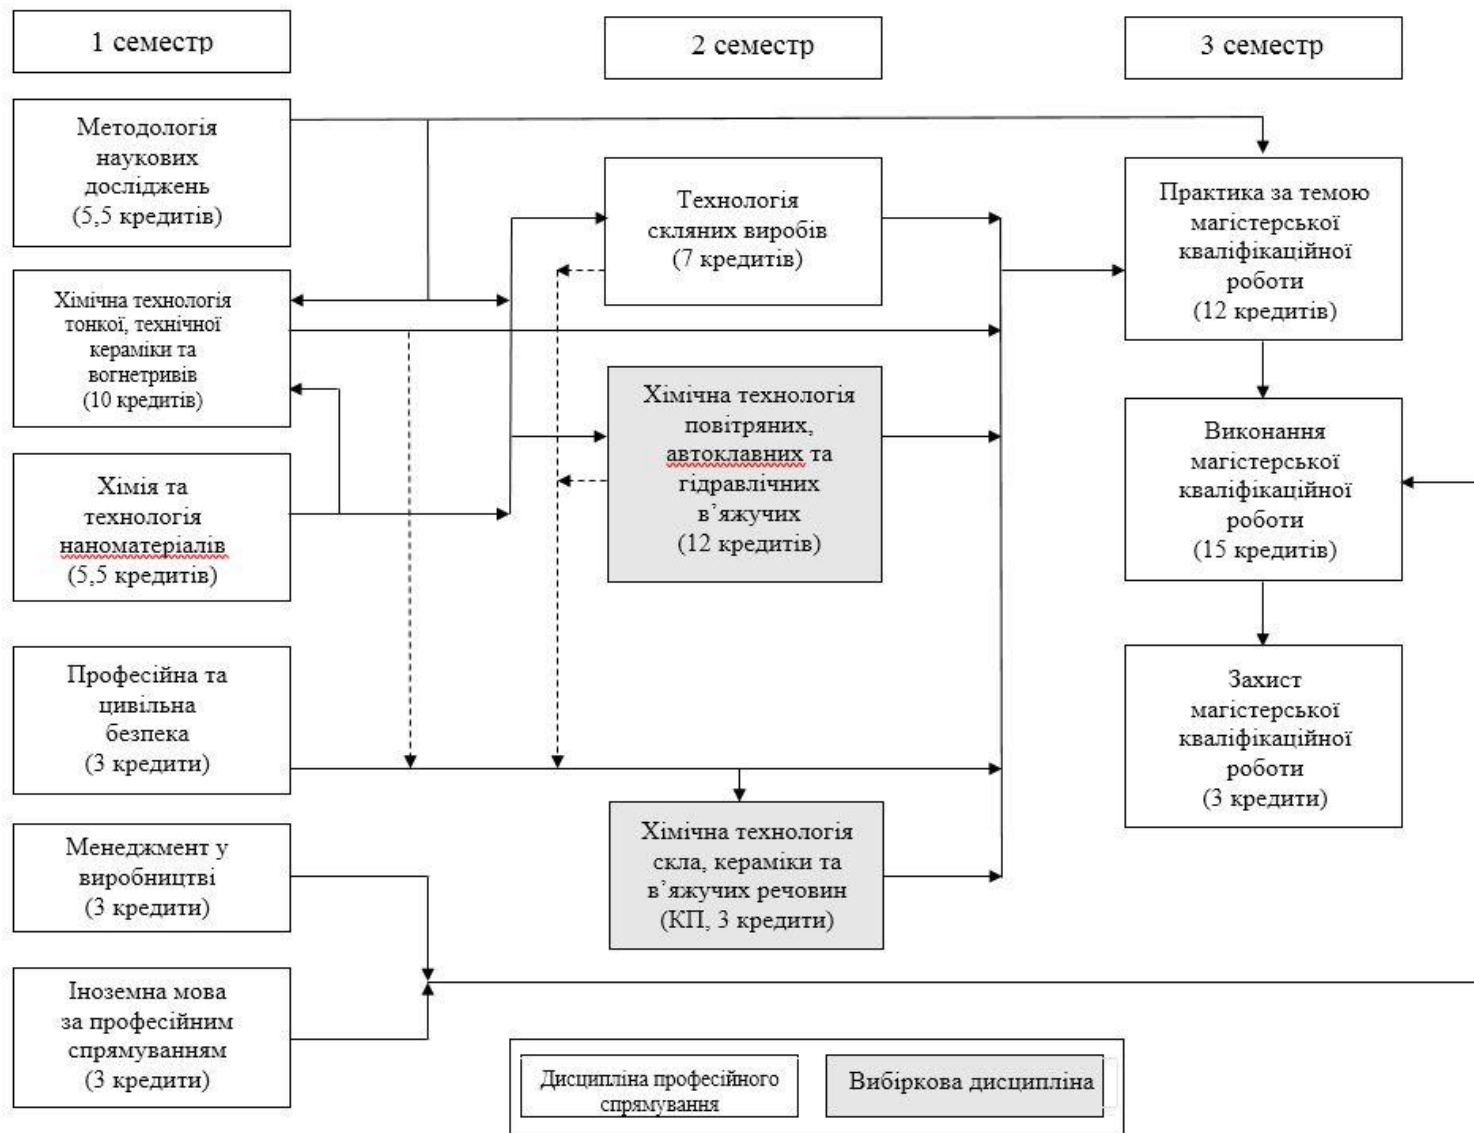 1 семестр
2 семестр
3 семестр
Методологія
наукових
досліджень
(5,5 кредитів)
Хімічна технологія
тонкої, технічної
кераміки та
вогнетривів
(10 кредитів)
Хімія та
технологія
наноматеріалів
(5,5 кредитів)
Професійна та
цивільна
безпека
(3 кредити)
Менеджмент у
виробництві
(3 кредити)
Іноземна мова
за професійним
спрямуванням
(3 кредити)
Технологія
скляних виробів
(7 кредитів)
Хімічна технологія
повітряних,
автоклавних та
гідравлічних
в’яжучих
(12 кредитів)
Хімічна технологія
скла, кераміки та
в’яжучих речовин
(КП, 3 кредити)
Практика за темою
магістерської
кваліфікаційної
роботи
(12 кредитів)
Виконання
магістерської
кваліфікаційної
роботи
(15 кредитів)
Захист
магістерської
кваліфікаційної
роботи
(3 кредити)
Дисципліна професійного
спрямування
Вибіркова дисципліна